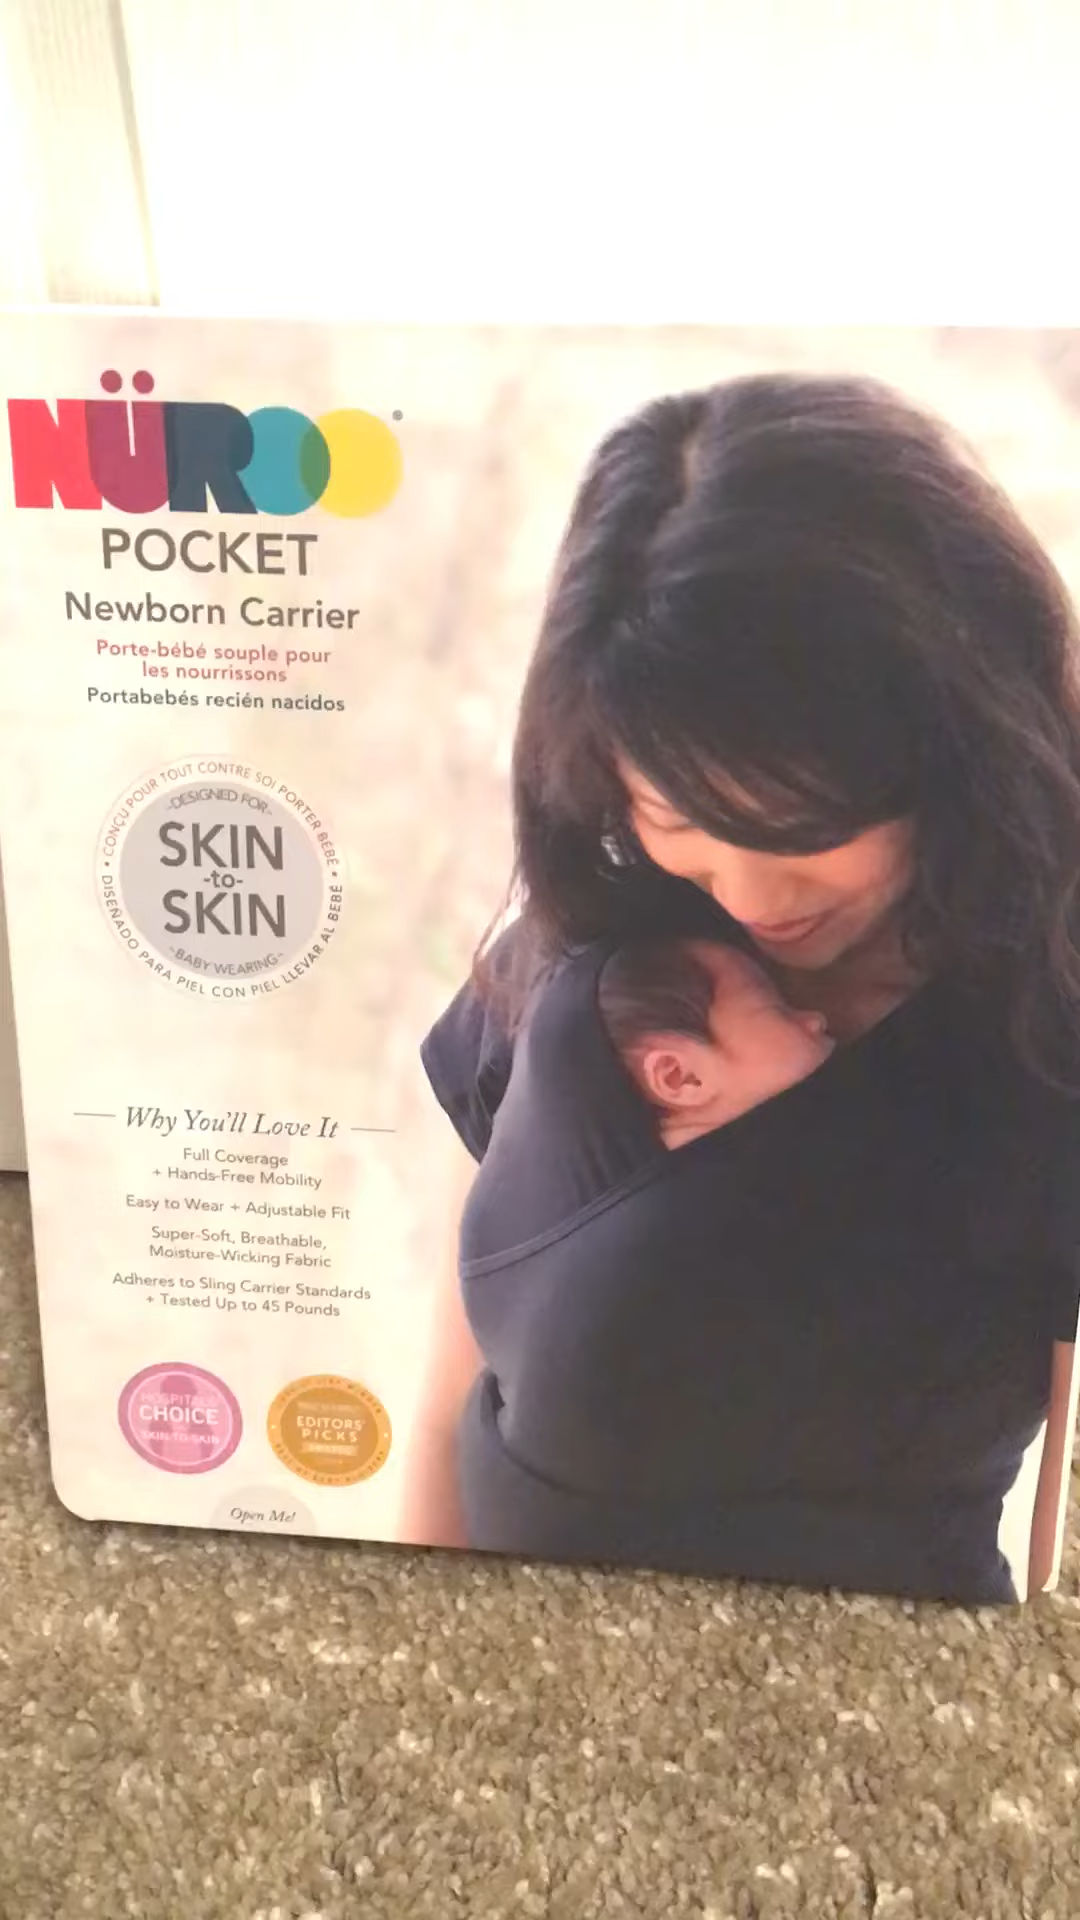 NÜROO®
POCKET
Newborn Carrier
Porte-bébé souple pour
les nourrissons
Portabebés recién nacidos
• CONÇU POUR TOUT CONTRE SOI PORTER BÉBÉ •
-DESIGNED FOR-
SKIN
-to-
SKIN
-BABY WEARING-
DISEÑADO PARA PIEL CON PIEL LLEVAR AL BEBÉ
Why You'll Love It
Full Coverage
+ Hands-Free Mobility
Easy to Wear + Adjustable Fit
Super-Soft, Breathable,
Moisture-Wicking Fabric
Adheres to Sling Carrier Standards
+ Tested Up to 45 Pounds
CHOICE
SKIN-TO-SKIN
EDITORS'
PICKS
Open Me!